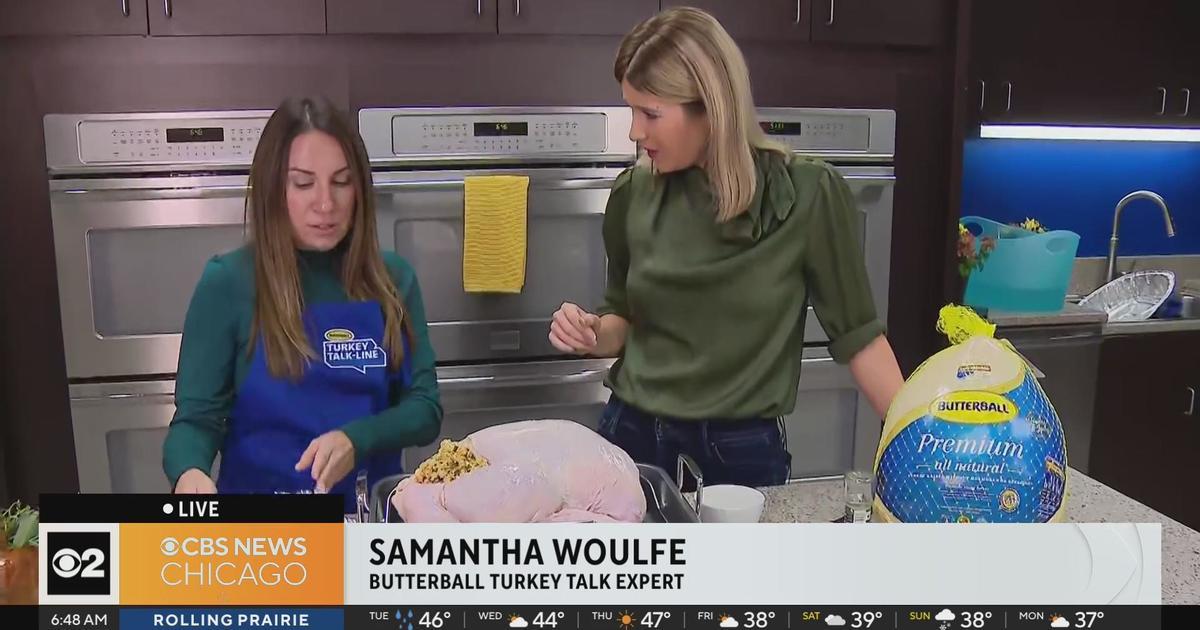 BUTTERBALL
TURKEY
TALK-LINE
BUTTERBALL
Premium
all natural
LIVE
2
CBS NEWS
CHICAGO
SAMANTHA WOULFE
BUTTERBALL TURKEY TALK EXPERT
6:48 AM
ROLLING PRAIRIE
TUE 46° WED 44° THU 47° FRI 38° SAT 39° SUN 38° MON 37°